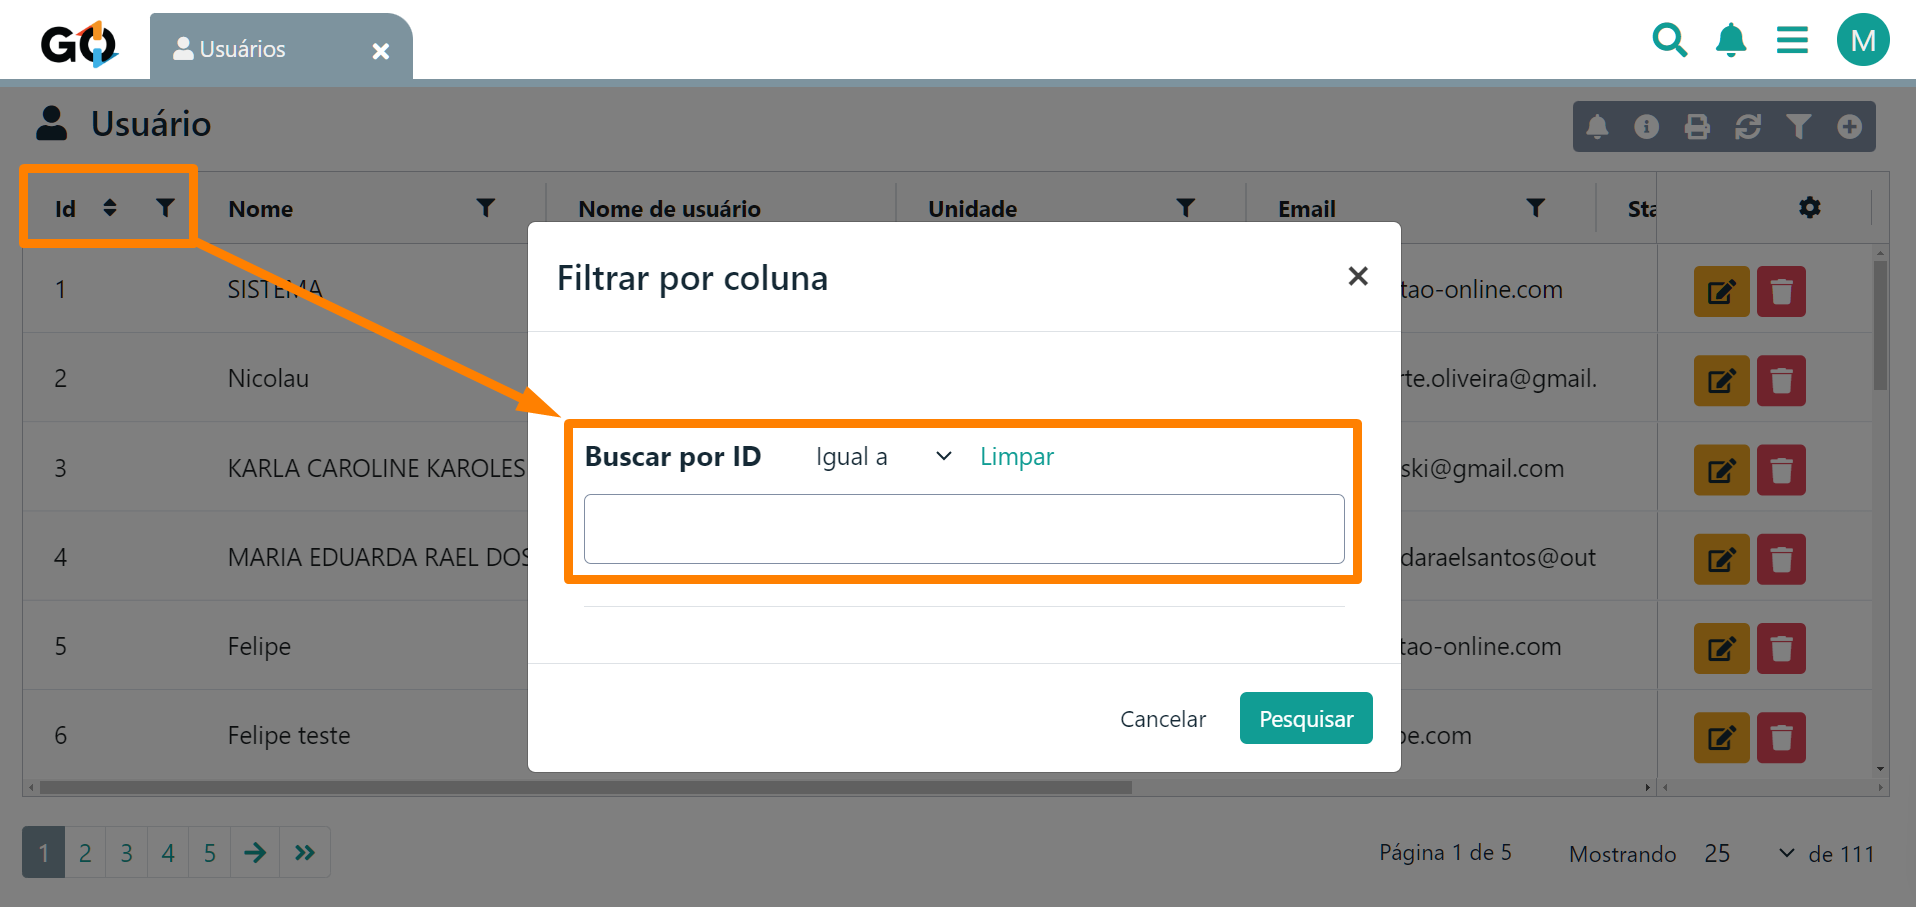 GO
Usuários
M
Usuário
Id Nome Nome de usuário Unidade Email Sta
Filtrar por coluna
1 SISTEMA tao-online.com
2 Nicolau rte.oliveira@gmail.
Buscar por ID Igual a Limpar
3 KARLA CAROLINE KAROLES ski@gmail.com
4 MARIA EDUARDA RAEL DOS daraelsantos@out
5 Felipe tao-online.com
6 Felipe teste pe.com
Cancelar Pesquisar
1 2 3 4 5 Página 1 de 5 Mostrando 25 de 111